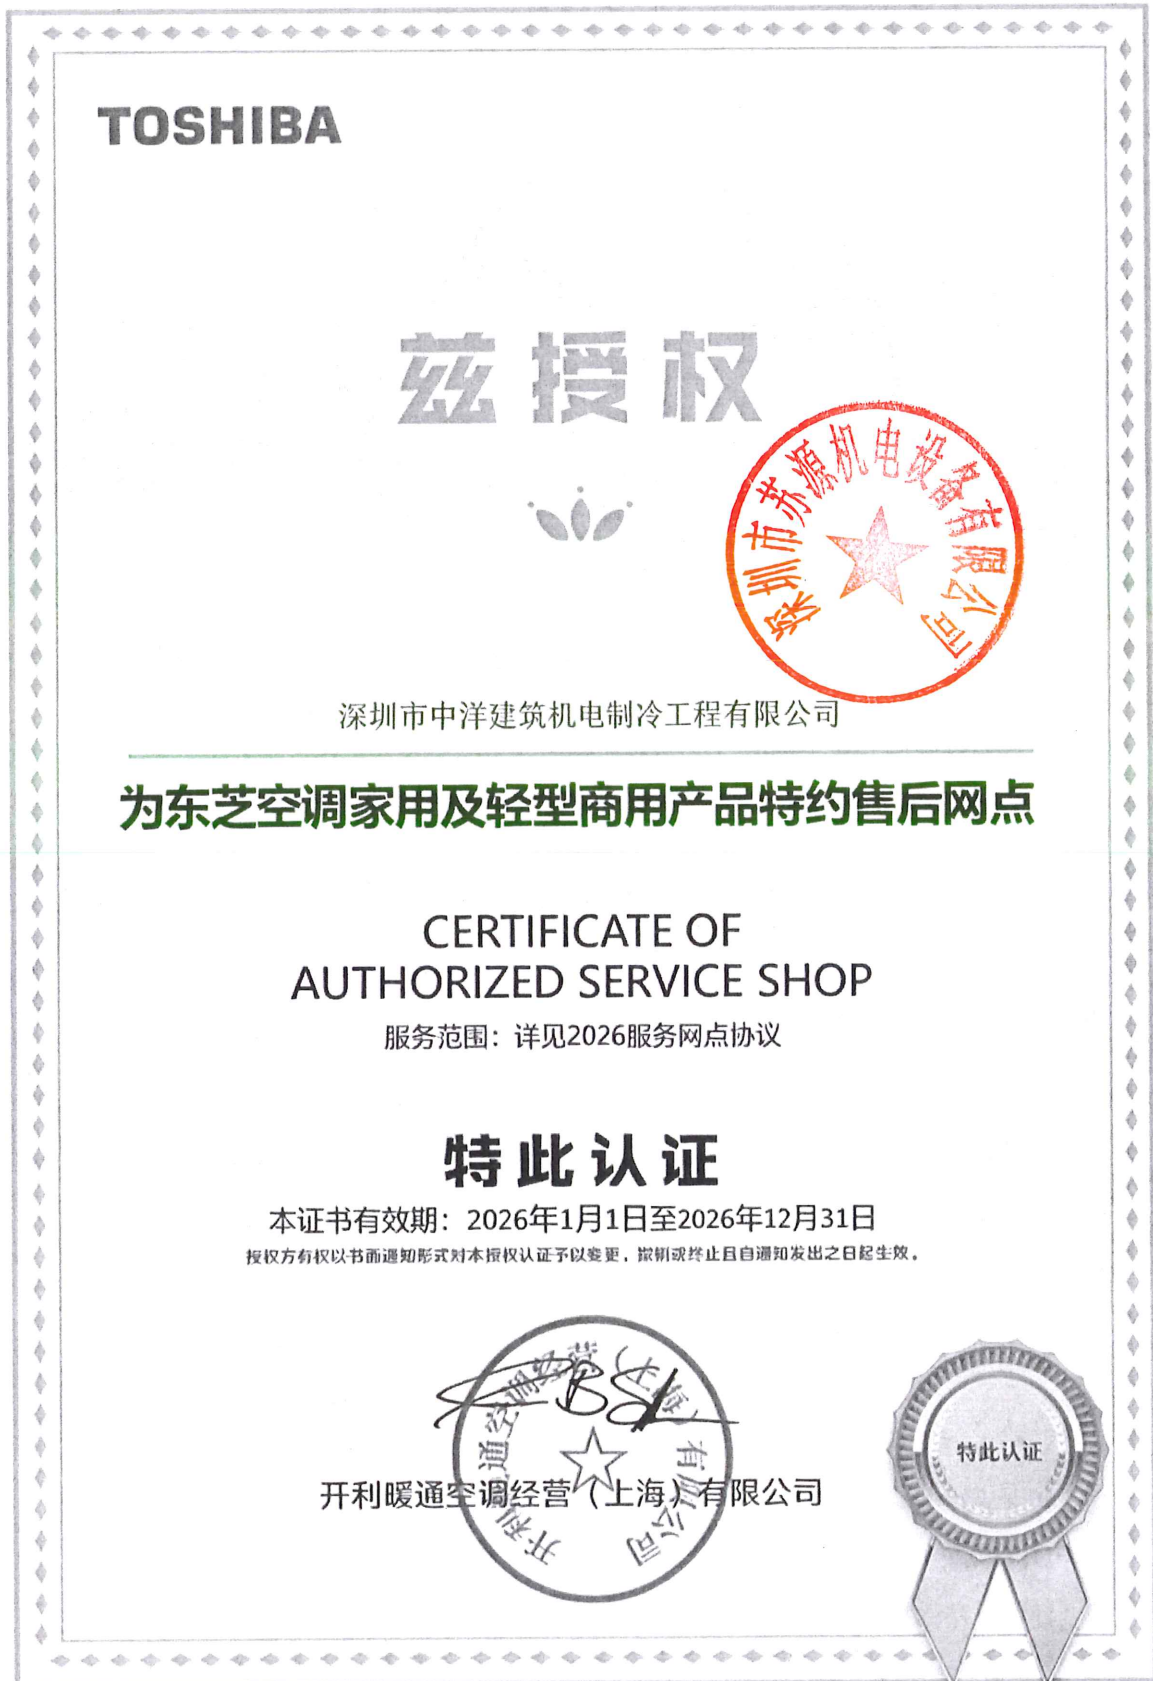 TOSHIBA
兹授权
深圳市苏源机电设备有限公司
深圳市中洋建筑机电制冷工程有限公司
为东芝空调家用及轻型商用产品特约售后网点
CERTIFICATE OF
AUTHORIZED SERVICE SHOP
服务范围：详见2026服务网点协议
特此认证
本证书有效期：2026年1月1日至2026年12月31日
授权方有权以书面通知形式对本授权认证予以变更，撤销或终止且自通知发出之日起生效。
开利暖通空调经营（上海）有限公司
开利暖通空调经营（上海）有限公司
特此认证